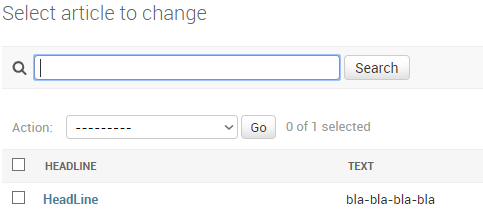 Select article to change
Search
Action: --------- Go 0 of 1 selected
HEADLINE TEXT
HeadLine bla-bla-bla-bla